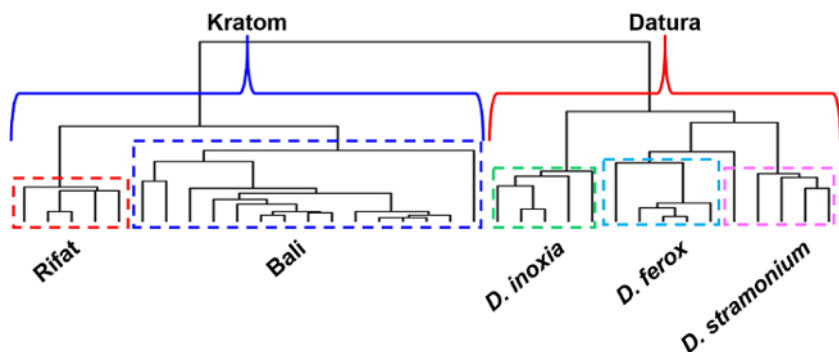 Kratom
Datura
Rifat
Bali
D. inoxia
D. ferox
D. stramonium